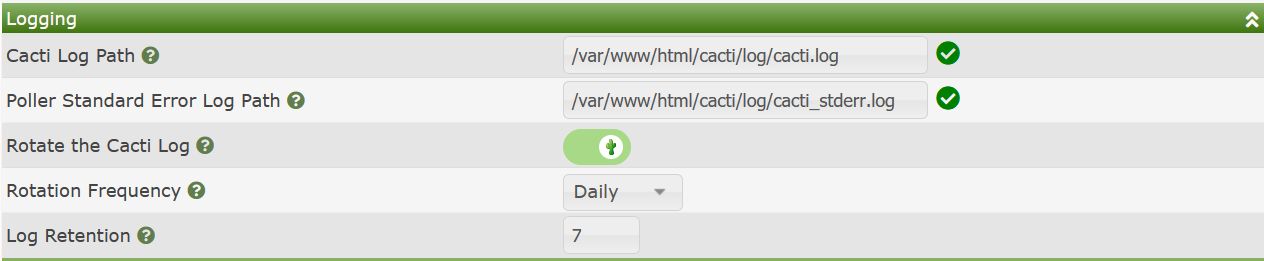 Logging
Cacti Log Path ? /var/www/html/cacti/log/cacti.log
Poller Standard Error Log Path ? /var/www/html/cacti/log/cacti_stderr.log
Rotate the Cacti Log ?
Rotation Frequency ? Daily
Log Retention ? 7